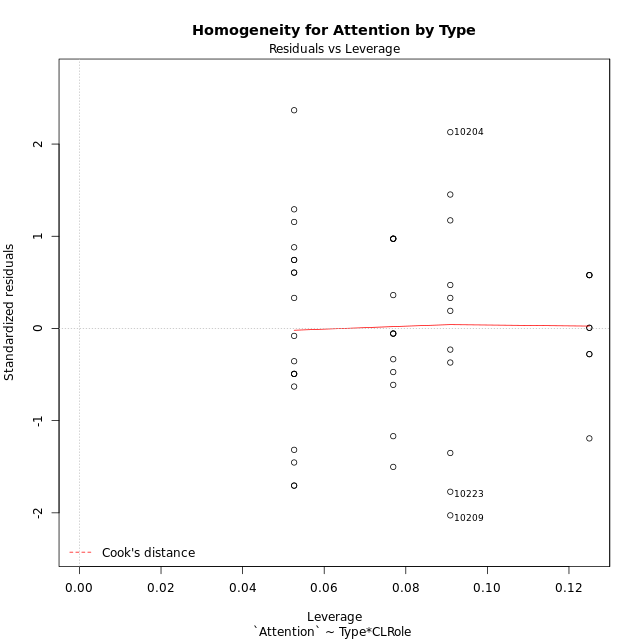 Homogeneity for Attention by Type
Residuals vs Leverage
Standardized residuals
2
1
0
-1
-2
10204
10223
10209
Cook's distance
0.00 0.02 0.04 0.06 0.08 0.10 0.12
Leverage
`Attention` ~ Type*CLRole